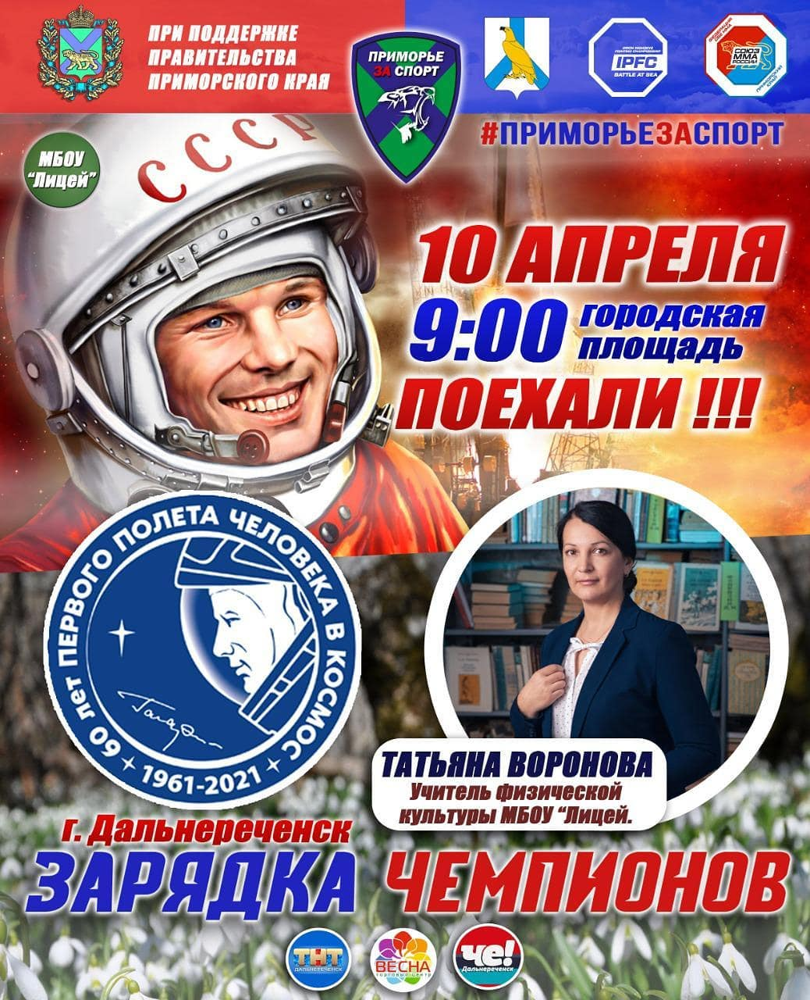 ПРИ ПОДДЕРЖКЕ
ПРАВИТЕЛЬСТВА
ПРИМОРСКОГО КРАЯ
ПРИМОРЬЕ
ЗА СПОРТ
IPFC
BATTLE AT SEA
СОЮЗ
ММА
РОССИИ
ПРИМОРСКИЙ КРАЙ
#ПРИМОРЬЕЗАСПОРТ
МБОУ
"Лицей"
СССР
10 АПРЕЛЯ
9:00 городская
площадь
ПОЕХАЛИ !!!
60 лет ПЕРВОГО ПОЛЕТА ЧЕЛОВЕКА В КОСМОС
1961-2021
ТАТЬЯНА ВОРОНОВА
Учитель физической
культуры МБОУ "Лицей.
г. Дальнереченск
ЗАРЯДКА ЧЕМПИОНОВ
ТНТ
ДАЛЬНЕРЕЧЕНСК
ВЕСНА
торговый центр
че!
Дальнереченск